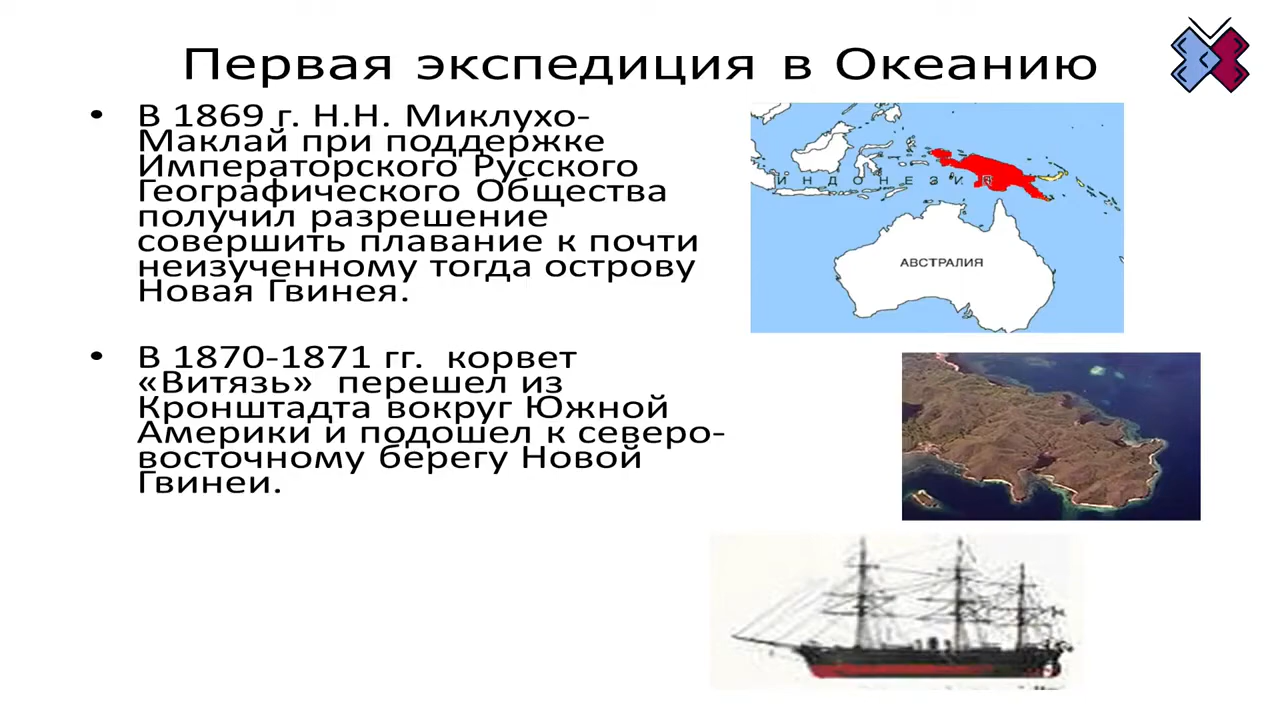 Первая экспедиция в Океанию
• В 1869 г. Н.Н. Миклухо-
Маклай при поддержке
Императорского Русского
Географического Общества
получил разрешение
совершить плавание к почти
неизученному тогда острову
Новая Гвинея.
• В 1870-1871 гг. корвет
«Витязь» перешел из
Кронштадта вокруг Южной
Америки и подошел к северо-
восточному берегу Новой
Гвинеи.
ИНДОНЕЗИЯ
АВСТРАЛИЯ